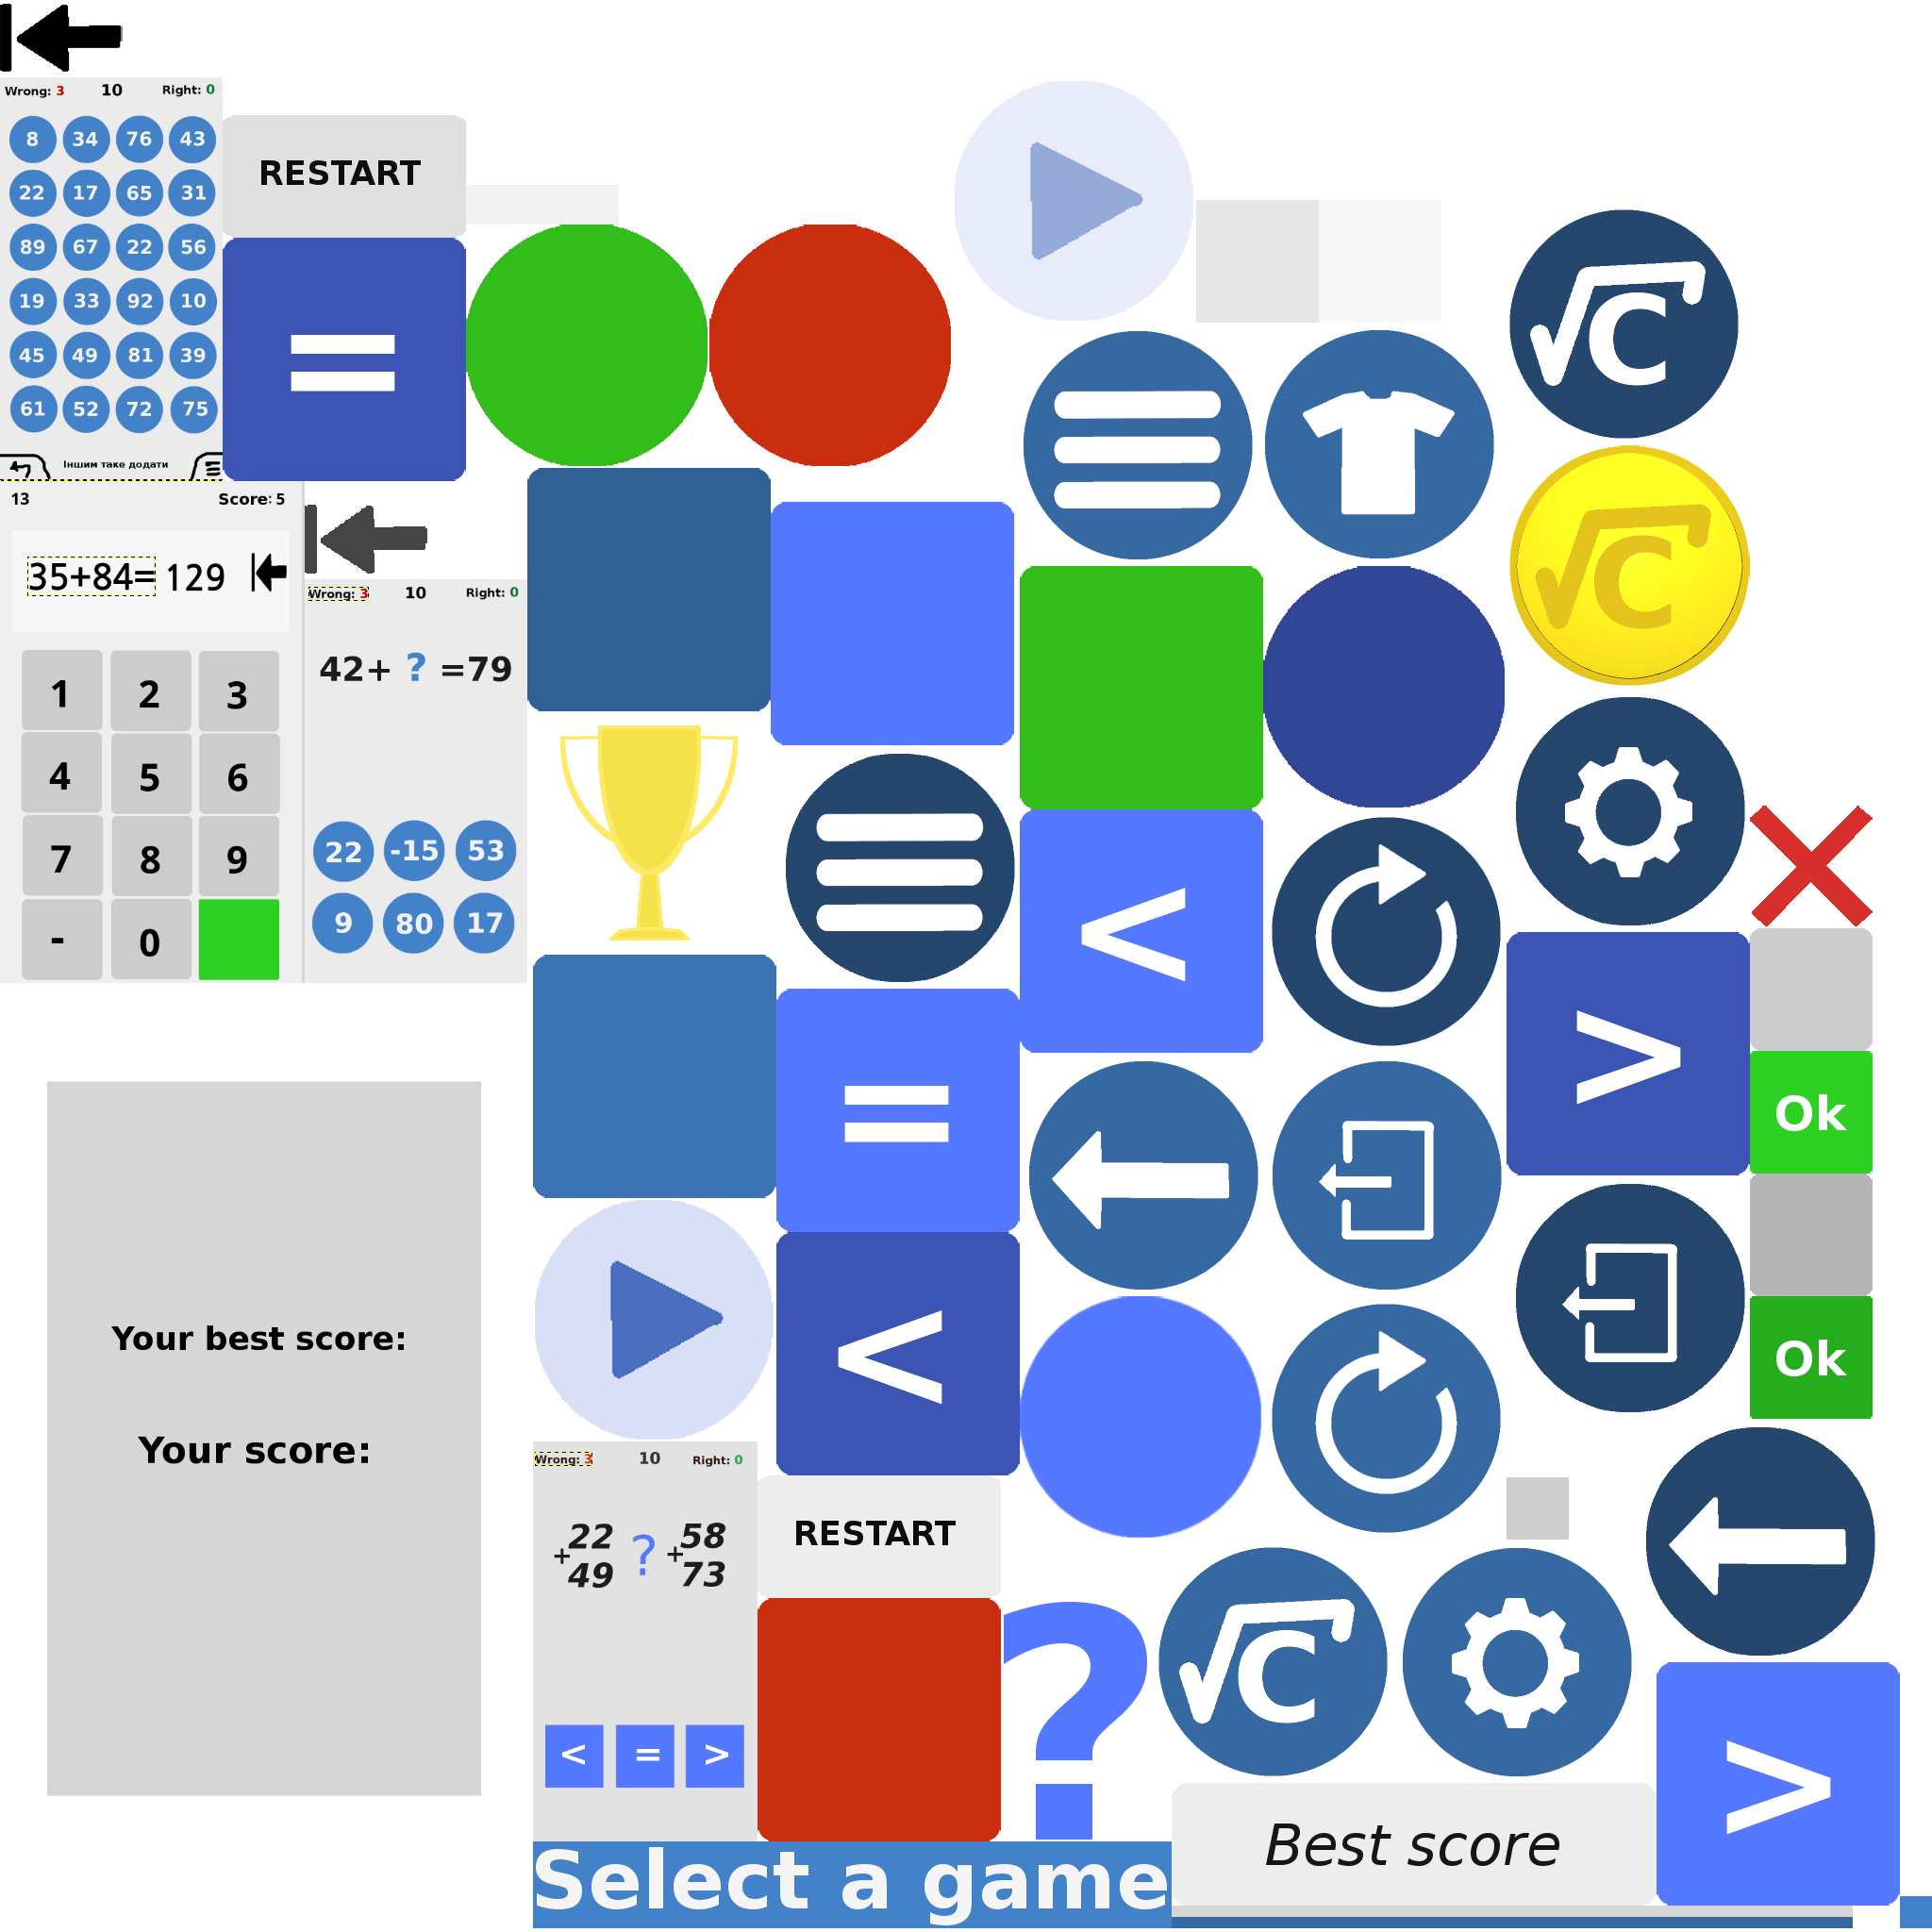 Wrong: 3 10 Right: 0
8 34 76 43
22 17 65 31
89 67 22 56
19 33 92 10
45 49 81 39
61 52 72 75
Іншим таке додати
RESTART
=
√C
√C
13 Score: 5
35+84= 129
1 2 3
4 5 6
7 8 9
- 0
Wrong: 3 10 Right: 0
42+ ? =79
22 -15 53
9 80 17
<
>
=
Ok
<
Ok
Your best score:
Your score:
Wrong: 3 10 Right: 0
22 ? 58
+ +
49 73
< = >
RESTART
?
√C
>
Best score
Select a game